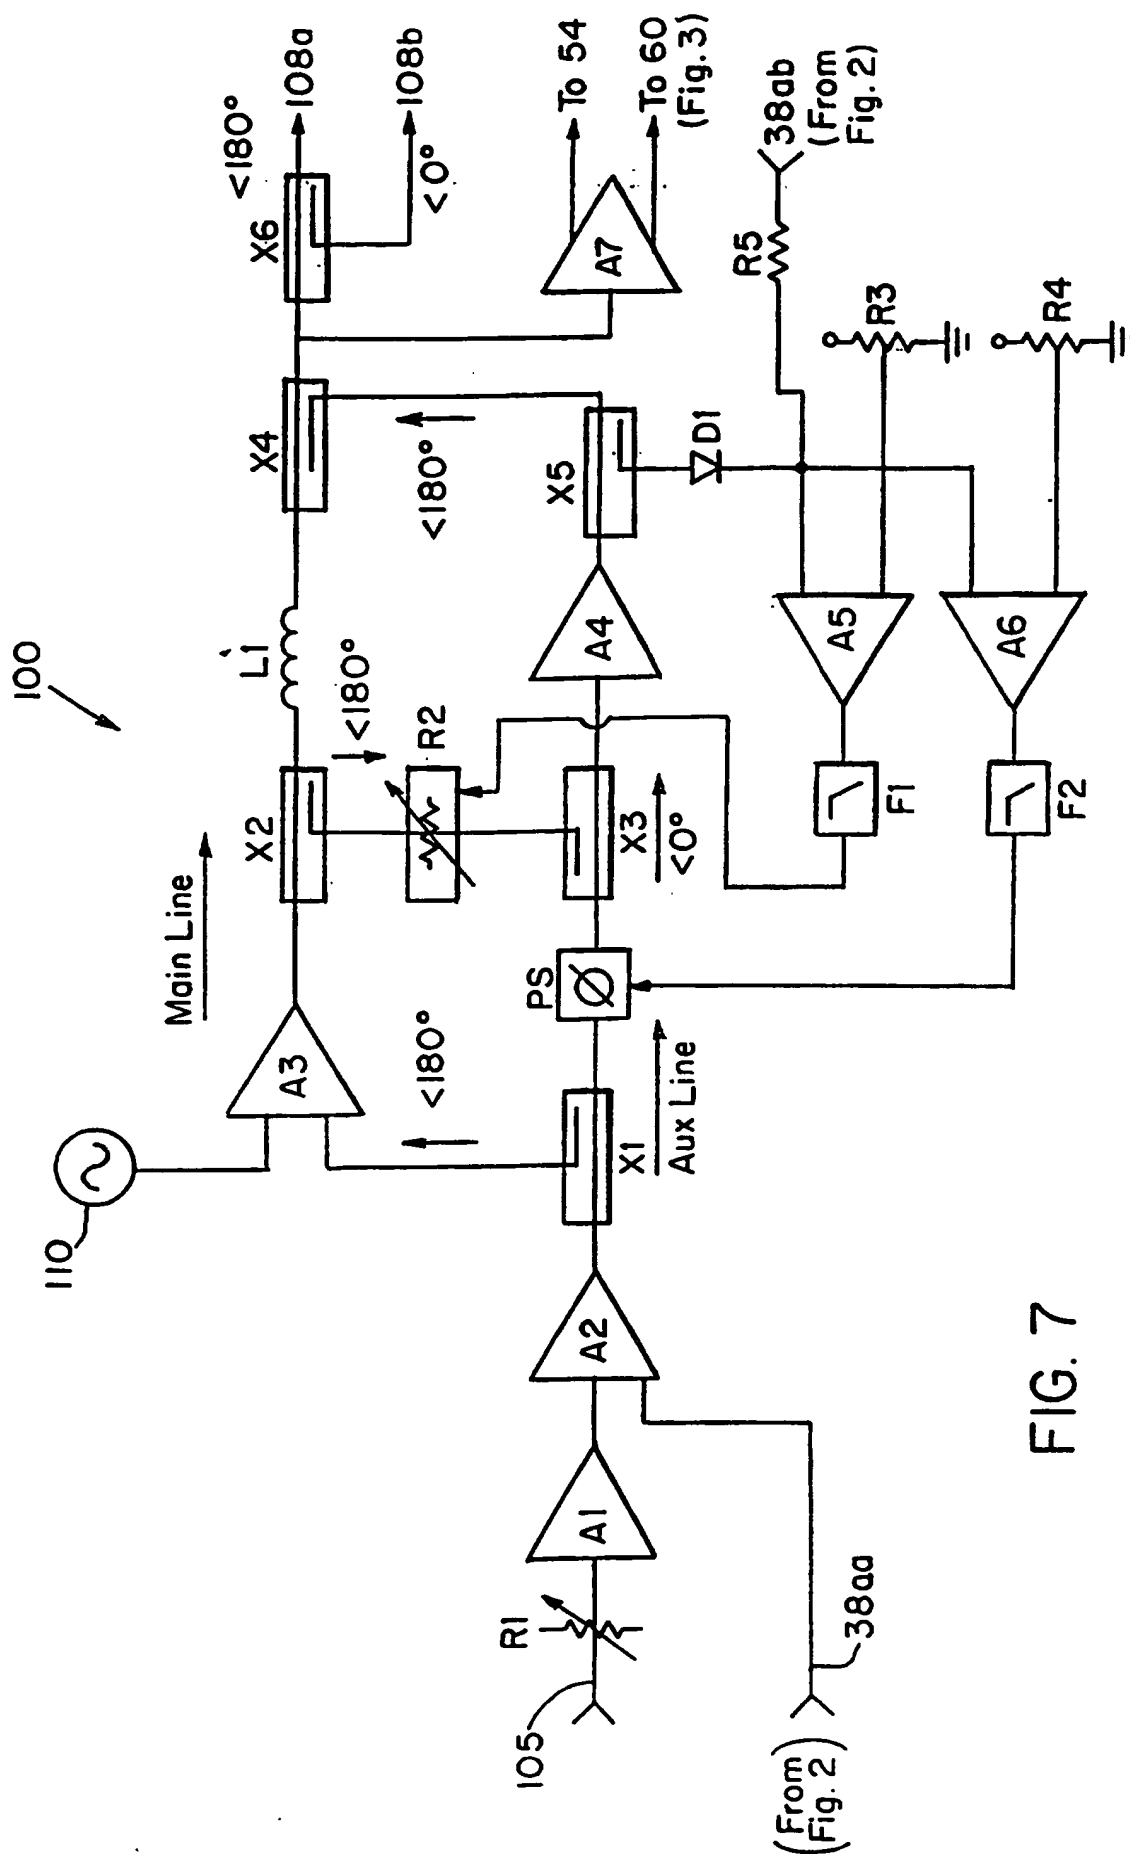 100
110
Main Line
<180°
108a
X6
108b
<0°
X4
L1
X2
<180°
R2
A3
<180°
<180°
To 54
To 60
(Fig. 3)
A7
X5
A4
D1
R5
38ab
(From
Fig. 2)
R3
R4
X3
<0°
PS
X1
Aux Line
A2
A1
R1
105
A5
A6
F1
F2
38aa
(From
Fig. 2)
FIG. 7